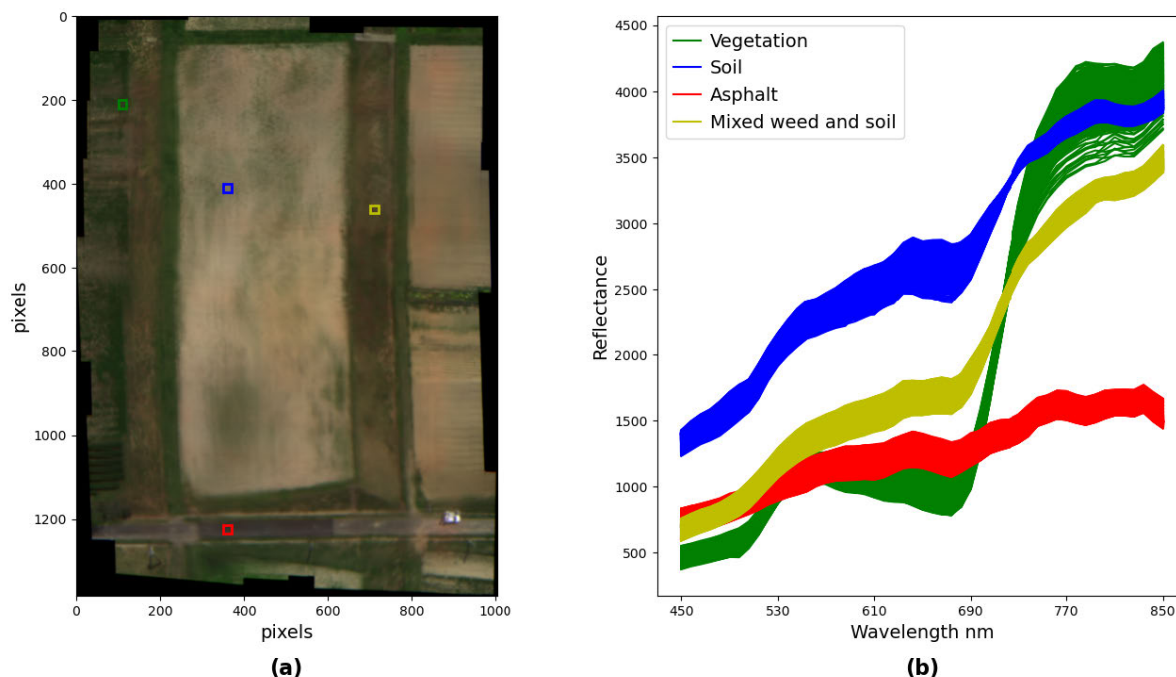 0
200
400
600
800
1000
1200
pixels
0 200 400 600 800 1000
pixels
(a)
4500
4000
3500
3000
2500
2000
1500
1000
500
Reflectance
Vegetation
Soil
Asphalt
Mixed weed and soil
450 530 610 690 770 850
Wavelength nm
(b)